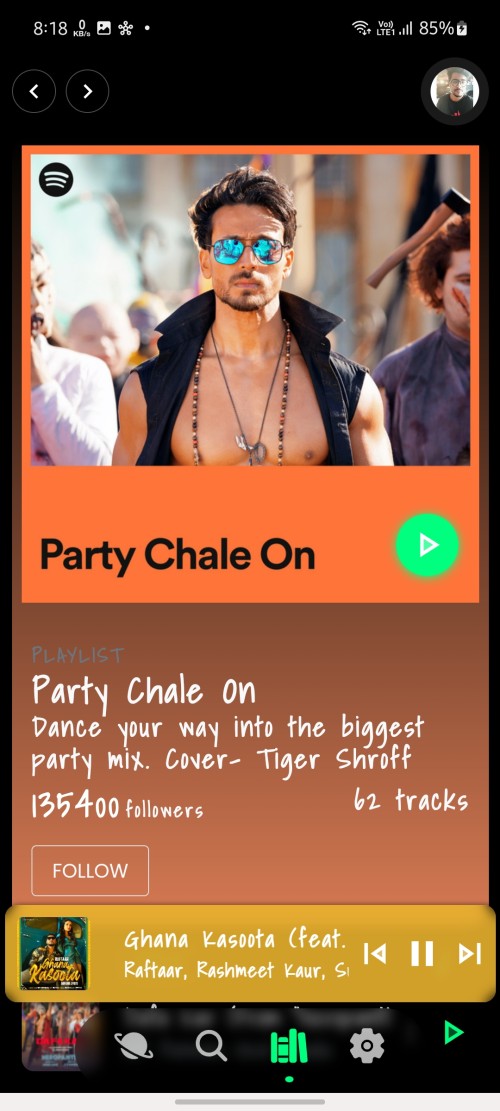 8:18 0 KB/s Vo)) LTE1 85%
Party Chale On
PLAYLIST
Party Chale On
Dance your way into the biggest
party mix. Cover- Tiger Shroff
135400 followers 62 tracks
FOLLOW
Ghana Kasoota (feat.
Raftaar, Rashmeet Kaur, S
Ghana
Kasoota